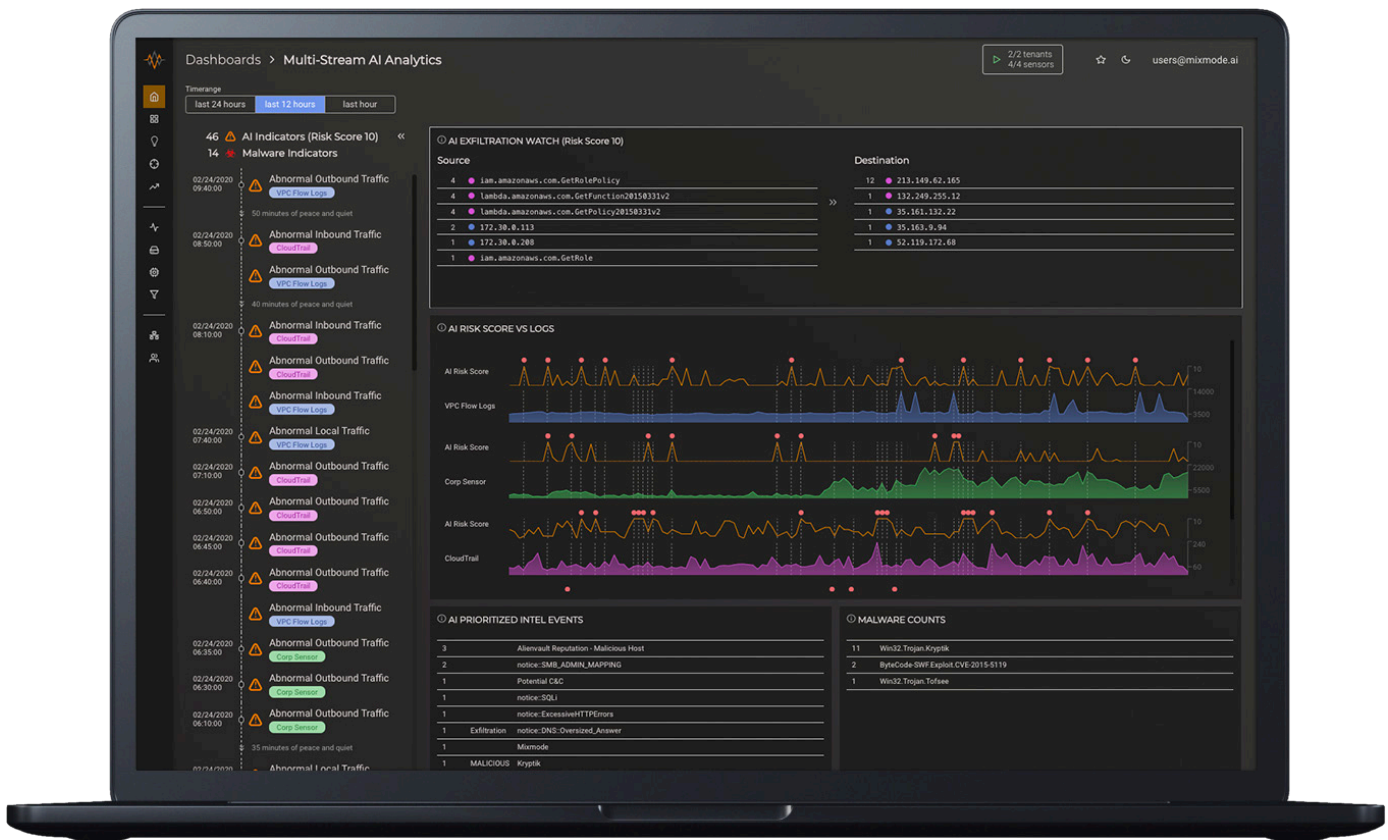 Dashboards > Multi-Stream AI Analytics
2/2 tenants
4/4 sensors
users@mixmode.ai
Timerange
last 24 hours last 12 hours last hour
46 AI Indicators (Risk Score 10) «
14 Malware Indicators
02/24/2020
09:40:00
Abnormal Outbound Traffic
VPC Flow Logs
50 minutes of peace and quiet
02/24/2020
08:50:00
Abnormal Inbound Traffic
CloudTrail
Abnormal Outbound Traffic
VPC Flow Logs
40 minutes of peace and quiet
02/24/2020
08:10:00
Abnormal Inbound Traffic
CloudTrail
Abnormal Outbound Traffic
CloudTrail
Abnormal Inbound Traffic
VPC Flow Logs
02/24/2020
07:40:00
Abnormal Local Traffic
VPC Flow Logs
02/24/2020
07:10:00
Abnormal Outbound Traffic
CloudTrail
02/24/2020
06:50:00
Abnormal Outbound Traffic
CloudTrail
02/24/2020
06:45:00
Abnormal Outbound Traffic
CloudTrail
02/24/2020
06:40:00
Abnormal Outbound Traffic
CloudTrail
Abnormal Inbound Traffic
VPC Flow Logs
02/24/2020
06:35:00
Abnormal Outbound Traffic
Corp Sensor
02/24/2020
06:30:00
Abnormal Outbound Traffic
Corp Sensor
02/24/2020
06:10:00
Abnormal Outbound Traffic
Corp Sensor
35 minutes of peace and quiet
02/24/2020
Abnormal Local Traffic
AI EXFILTRATION WATCH (Risk Score 10)
Source
4 iam.amazonaws.com.GetRolePolicy
4 lambda.amazonaws.com.GetFunction20150331v2
4 lambda.amazonaws.com.GetPolicy20150331v2
2 172.30.0.113
1 172.30.0.208
1 iam.amazonaws.com.GetRole
»
Destination
12 213.149.62.165
1 132.249.255.12
1 35.161.132.22
1 35.163.9.94
1 52.119.172.68
AI RISK SCORE VS LOGS
AI Risk Score 10
14000
VPC Flow Logs 3500
AI Risk Score 10
22000
Corp Sensor 5500
AI Risk Score 10
240
CloudTrail 60
AI PRIORITIZED INTEL EVENTS
3 Alienvault Reputation - Malicious Host
2 notice::SMB_ADMIN_MAPPING
1 Potential C&C
1 notice::SQLi
1 notice::ExcessiveHTTPErrors
1 Exfiltration notice::DNS::Oversized_Answer
1 Mixmode
1 MALICIOUS Kryptik
MALWARE COUNTS
11 Win32.Trojan.Kryptik
2 ByteCode-SWF.Exploit.CVE-2015-5119
1 Win32.Trojan.Tofsee